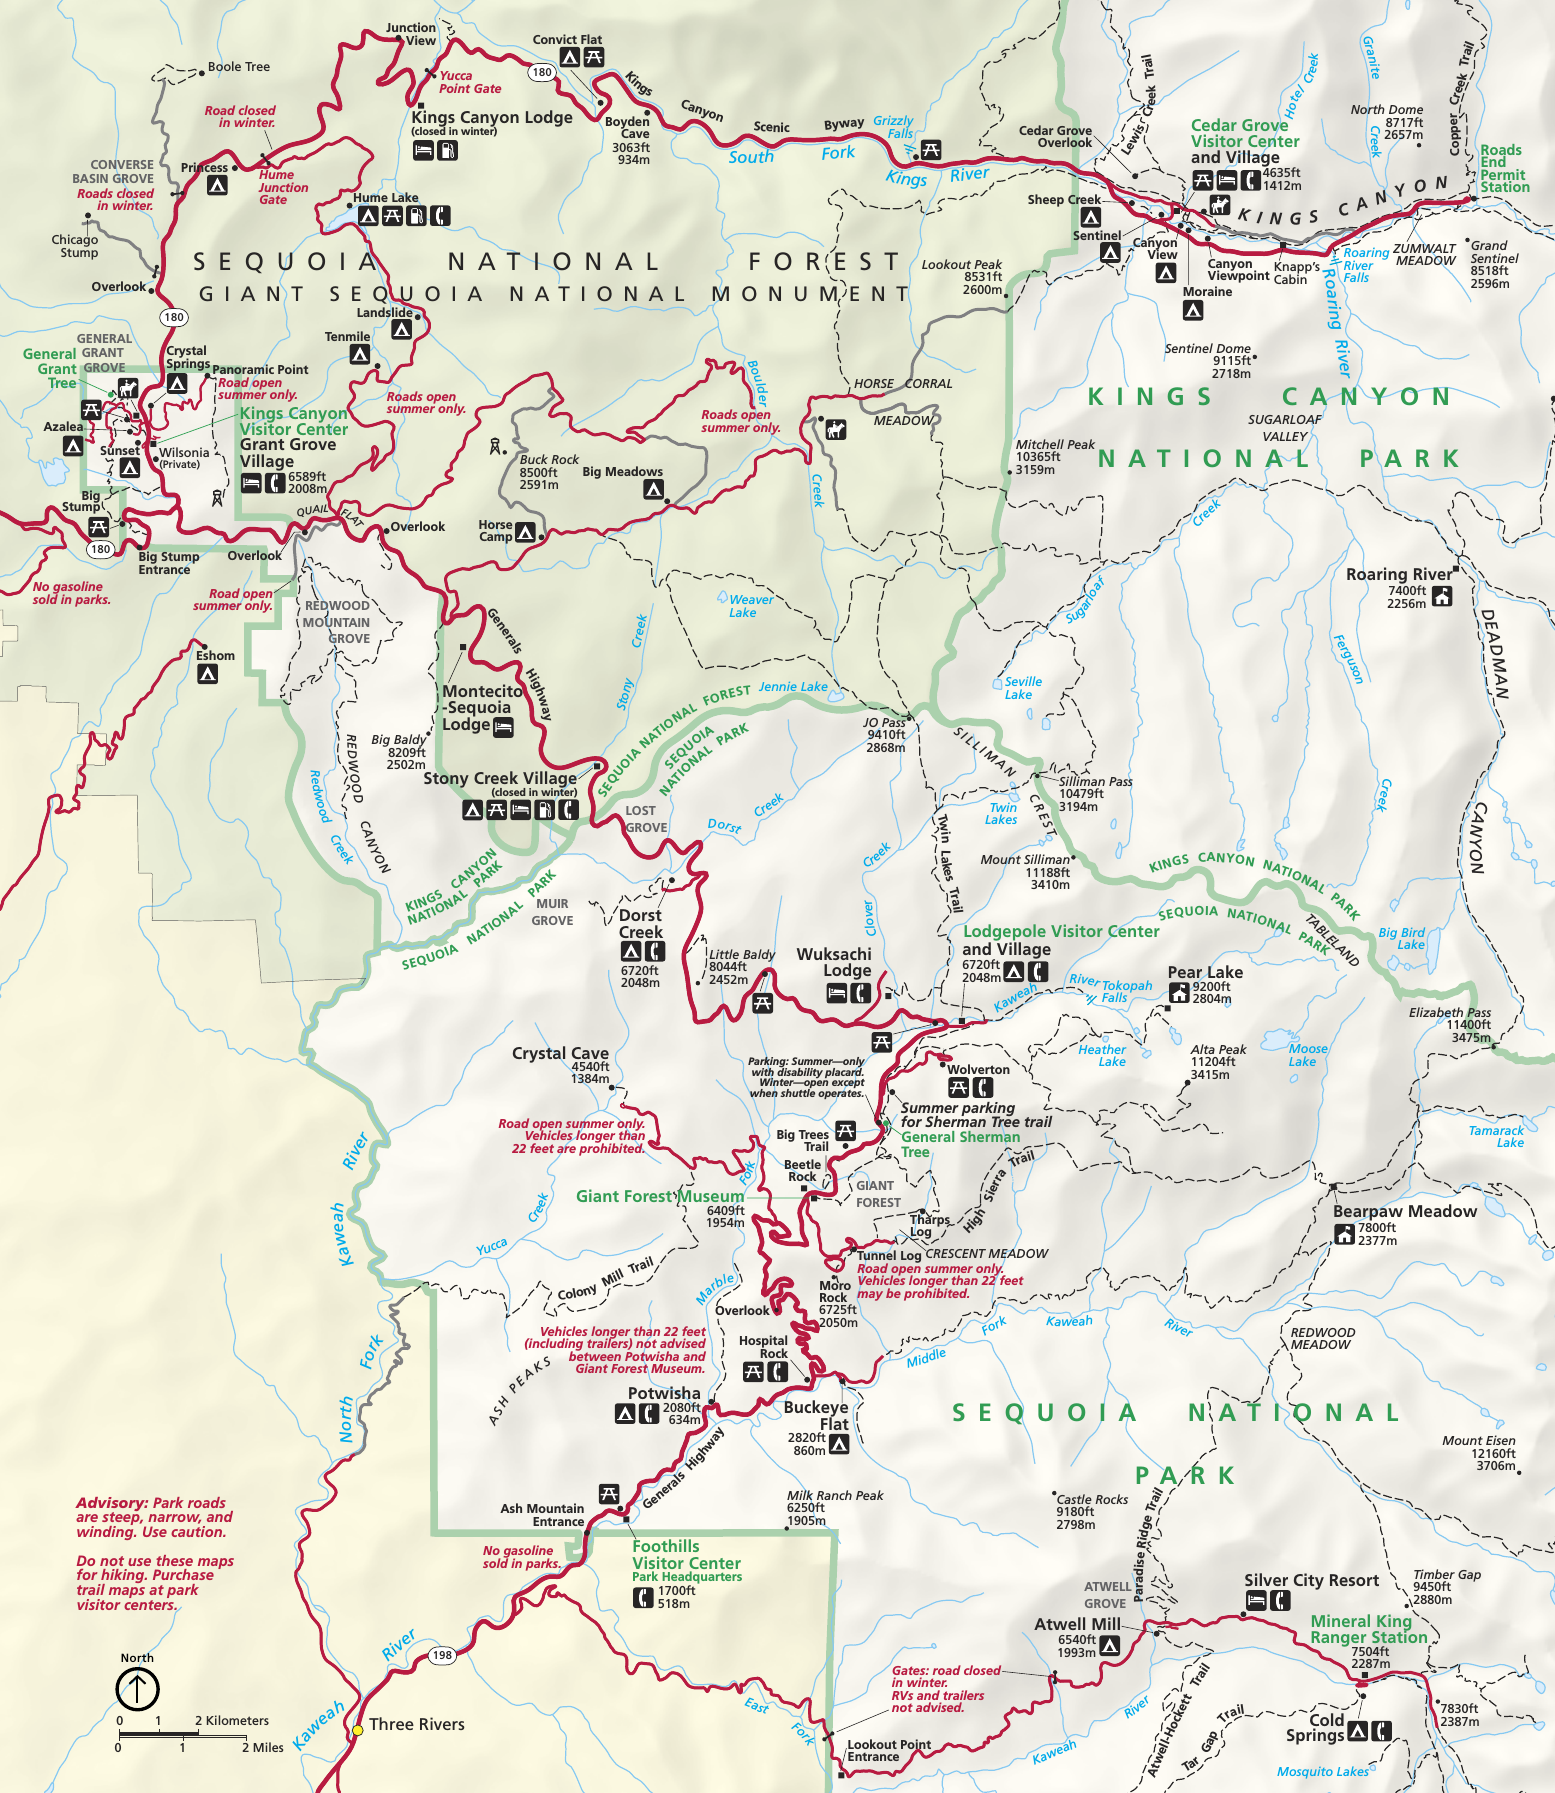 Junction
View
Convict Flat
Boole Tree
180
Yucca
Point Gate
Kings
Canyon
Scenic
Byway
Road closed
in winter.
Kings Canyon Lodge
(closed in winter)
Boyden
Cave
3063ft
934m
Grizzly
Falls
South
Fork
Kings
River
Cedar Grove
Overlook
Lewis Creek Trail
Hotel Creek
Granite
Creek
Copper Creek Trail
North Dome
8717ft
2657m
Cedar Grove
Visitor Center
and Village
4635ft
1412m
Roads
End
Permit
Station
CONVERSE
BASIN GROVE
Roads closed
in winter.
Princess
Hume
Junction
Gate
Hume Lake
Sheep Creek
KINGS CANYON
Chicago
Stump
Sentinel
Canyon
View
Canyon
Viewpoint
Knapp's
Cabin
Roaring
River
Falls
ZUMWALT
MEADOW
Grand
Sentinel
8518ft
2596m
Overlook
SEQUOIA NATIONAL FOREST
GIANT SEQUOIA NATIONAL MONUMENT
Lookout Peak
8531ft
2600m
Moraine
Roaring River
180
Landslide
Tenmile
GENERAL
GRANT
GROVE
General
Grant
Tree
Crystal
Springs
Panoramic Point
Road open
summer only.
Sentinel Dome
9115ft
2718m
Kings Canyon
Visitor Center
Grant Grove
Village
6589ft
2008m
Roads open
summer only.
Roads open
summer only.
Boulder
Creek
HORSE CORRAL
MEADOW
KINGS CANYON
NATIONAL PARK
SUGARLOAF
VALLEY
Azalea
Sunset
Wilsonia
(Private)
Buck Rock
8500ft
2591m
Big Meadows
Mitchell Peak
10365ft
3159m
Big
Stump
QUAIL FLAT
Overlook
Horse
Camp
180
Big Stump
Entrance
Overlook
No gasoline
sold in parks.
Road open
summer only.
REDWOOD
MOUNTAIN
GROVE
Generals
Highway
Weaver
Lake
Stony
Creek
Sugarloaf
Creek
Roaring River
7400ft
2256m
DEADMAN
CANYON
Ferguson
Creek
Eshom
Montecito
-Sequoia
Lodge
Jennie Lake
Seville
Lake
Big Baldy
8209ft
2502m
REDWOOD
CANYON
Redwood
Creek
JO Pass
9410ft
2868m
SILLIMAN
CREST
Silliman Pass
10479ft
3194m
SEQUOIA NATIONAL FOREST
SEQUOIA
NATIONAL PARK
Stony Creek Village
(closed in winter)
LOST
GROVE
Dorst
Creek
Twin
Lakes
Twin Lakes Trail
Mount Silliman
11188ft
3410m
Clover
Creek
KINGS CANYON
NATIONAL PARK
SEQUOIA NATIONAL PARK
MUIR
GROVE
KINGS CANYON NATIONAL PARK
SEQUOIA NATIONAL PARK
TABLELAND
Big Bird
Lake
Dorst
Creek
6720ft
2048m
Little Baldy
8044ft
2452m
Wuksachi
Lodge
Lodgepole Visitor Center
and Village
6720ft
2048m
Kaweah
River
Tokopah
Falls
Pear Lake
9200ft
2804m
Elizabeth Pass
11400ft
3475m
Crystal Cave
4540ft
1384m
Parking: Summer—only
with disability placard.
Winter—open except
when shuttle operates.
Wolverton
Heather
Lake
Alta Peak
11204ft
3415m
Moose
Lake
Summer parking
for Sherman Tree trail
General Sherman
Tree
Road open summer only.
Vehicles longer than
22 feet are prohibited.
Big Trees
Trail
Beetle
Rock
Tamarack
Lake
Kaweah
River
Giant Forest Museum
6409ft
1954m
GIANT
FOREST
High Sierra Trail
Fork
Yucca
Creek
Tharps
Log
Bearpaw Meadow
7800ft
2377m
Tunnel Log
CRESCENT MEADOW
Road open summer only.
Vehicles longer than 22 feet
may be prohibited.
Colony Mill Trail
Marble
Moro
Rock
6725ft
2050m
Overlook
Vehicles longer than 22 feet
(including trailers) not advised
between Potwisha and
Giant Forest Museum.
Hospital
Rock
Middle
Fork
Kaweah
River
REDWOOD
MEADOW
North
Fork
ASH PEAKS
Potwisha
2080ft
634m
Buckeye
Flat
2820ft
860m
SEQUOIA NATIONAL
PARK
Mount Eisen
12160ft
3706m
Generals Highway
Milk Ranch Peak
6250ft
1905m
Castle Rocks
9180ft
2798m
Ash Mountain
Entrance
Advisory: Park roads
are steep, narrow, and
winding. Use caution.
Do not use these maps
for hiking. Purchase
trail maps at park
visitor centers.
No gasoline
sold in parks.
Foothills
Visitor Center
Park Headquarters
1700ft
518m
Paradise Ridge Trail
ATWELL
GROVE
Atwell Mill
6540ft
1993m
Silver City Resort
Timber Gap
9450ft
2880m
Mineral King
Ranger Station
7504ft
2287m
North
Kaweah
River
198
Gates: road closed
in winter.
RVs and trailers
not advised.
East
Fork
Kaweah
River
Atwell-Hockett Trail
Tar Gap Trail
Cold
Springs
7830ft
2387m
0 1 2 Kilometers
0 1 2 Miles
Three Rivers
Lookout Point
Entrance
Mosquito Lakes